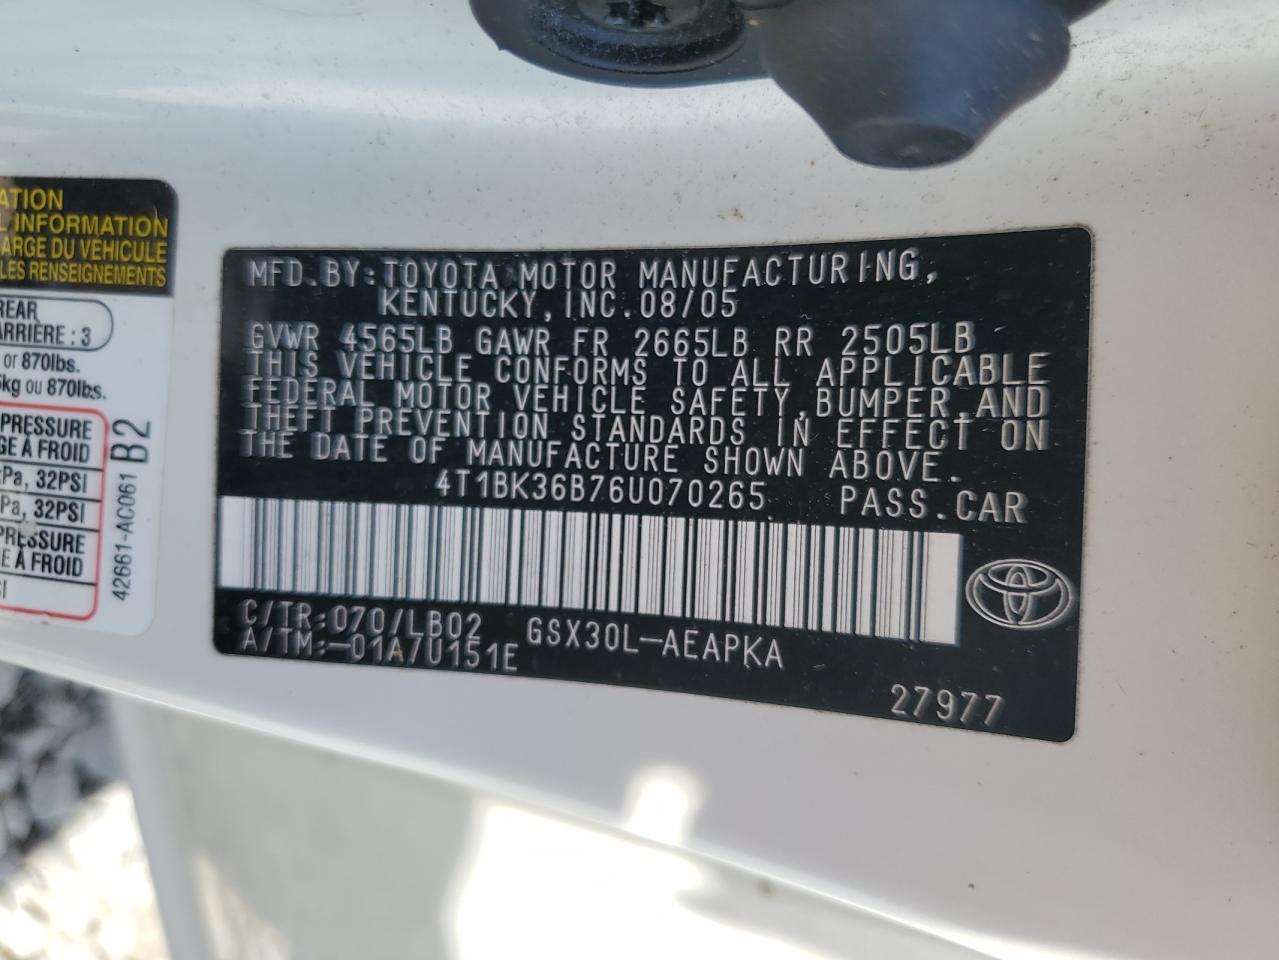 ATION
L INFORMATION
ARGE DU VÉHICULE
LES RENSEIGNEMENTS
REAR
ARRIÈRE : 3
or 870lbs.
kg ou 870lbs.
PRESSURE
GE À FROID
Pa, 32PSI
Pa, 32PSI
PRESSURE
E À FROID
42661-AC061 B2
MFD.BY:TOYOTA MOTOR MANUFACTURING,
KENTUCKY,INC.08/05
GVWR 4565LB GAWR FR 2665LB RR 2505LB
THIS VEHICLE CONFORMS TO ALL APPLICABLE
FEDERAL MOTOR VEHICLE SAFETY,BUMPER,AND
THEFT PREVENTION STANDARDS IN EFFECT ON
THE DATE OF MANUFACTURE SHOWN ABOVE.
4T1BK36B76U070265 PASS.CAR
C/TR:070/LB02 GSX30L-AEAPKA
A/TM:-01A/U151E
27977